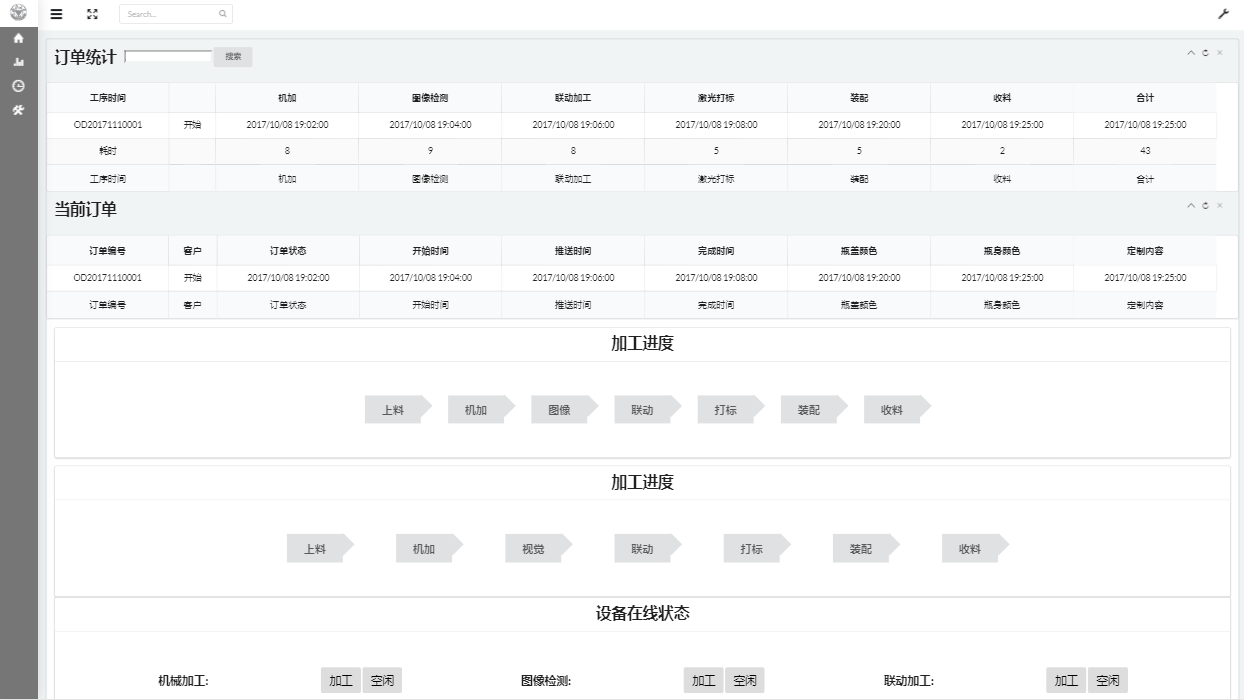 Search...
订单统计 搜索
工序时间 机加 图像检测 联动加工 激光打标 装配 收料 合计
OD20171110001 开始 2017/10/08 19:02:00 2017/10/08 19:04:00 2017/10/08 19:06:00 2017/10/08 19:08:00 2017/10/08 19:20:00 2017/10/08 19:25:00 2017/10/08 19:25:00
耗时 8 9 8 5 5 2 43
工序时间 机加 图像检测 联动加工 激光打标 装配 收料 合计
当前订单
订单编号 客户 订单状态 开始时间 推送时间 完成时间 瓶盖颜色 瓶身颜色 定制内容
OD20171110001 开始 2017/10/08 19:02:00 2017/10/08 19:04:00 2017/10/08 19:06:00 2017/10/08 19:08:00 2017/10/08 19:20:00 2017/10/08 19:25:00 2017/10/08 19:25:00
订单编号 客户 订单状态 开始时间 推送时间 完成时间 瓶盖颜色 瓶身颜色 定制内容
加工进度
上料 机加 图像 联动 打标 装配 收料
加工进度
上料 机加 视觉 联动 打标 装配 收料
设备在线状态
机械加工: 加工 空闲 图像检测: 加工 空闲 联动加工: 加工 空闲